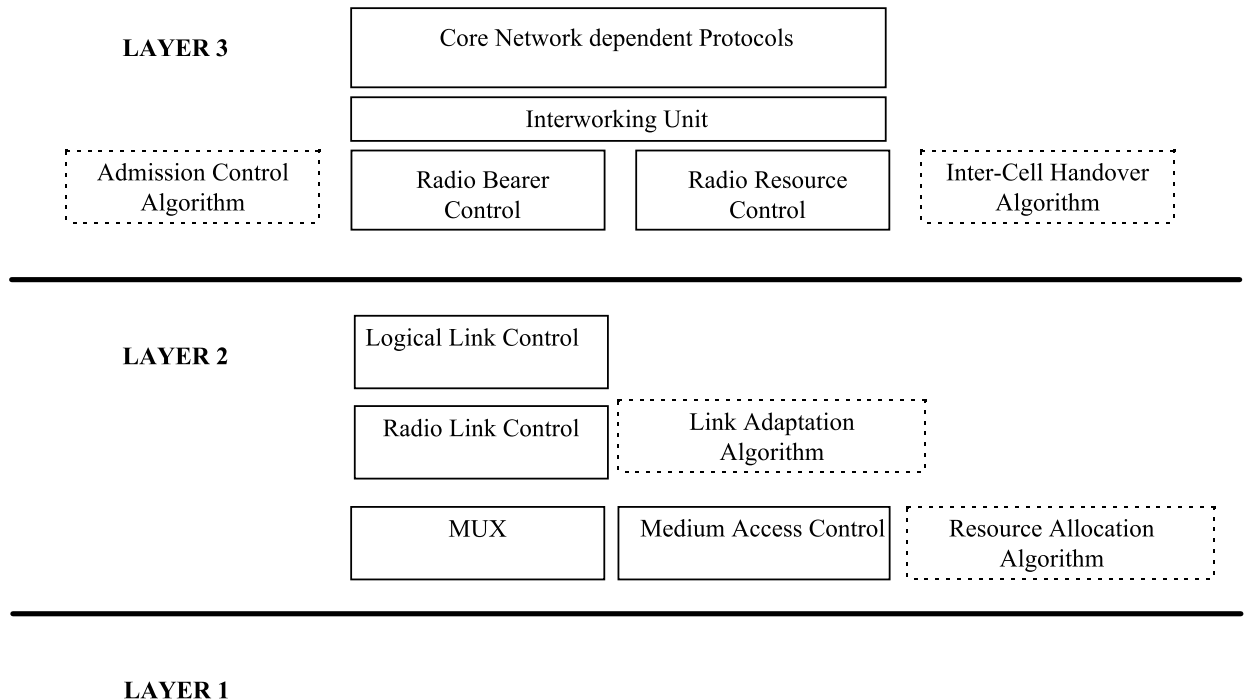 LAYER 3
Core Network dependent Protocols
Interworking Unit
Admission Control
Algorithm
Radio Bearer
Control
Radio Resource
Control
Inter-Cell Handover
Algorithm
LAYER 2
Logical Link Control
Radio Link Control
Link Adaptation
Algorithm
MUX
Medium Access Control
Resource Allocation
Algorithm
LAYER 1